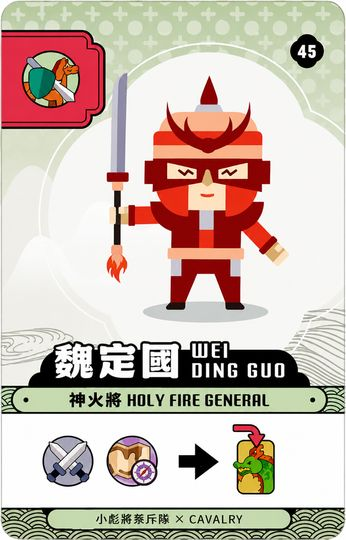 45
魏定國 WEI DING GUO
神火將 HOLY FIRE GENERAL
小彪將祭斥隊 × CAVALRY